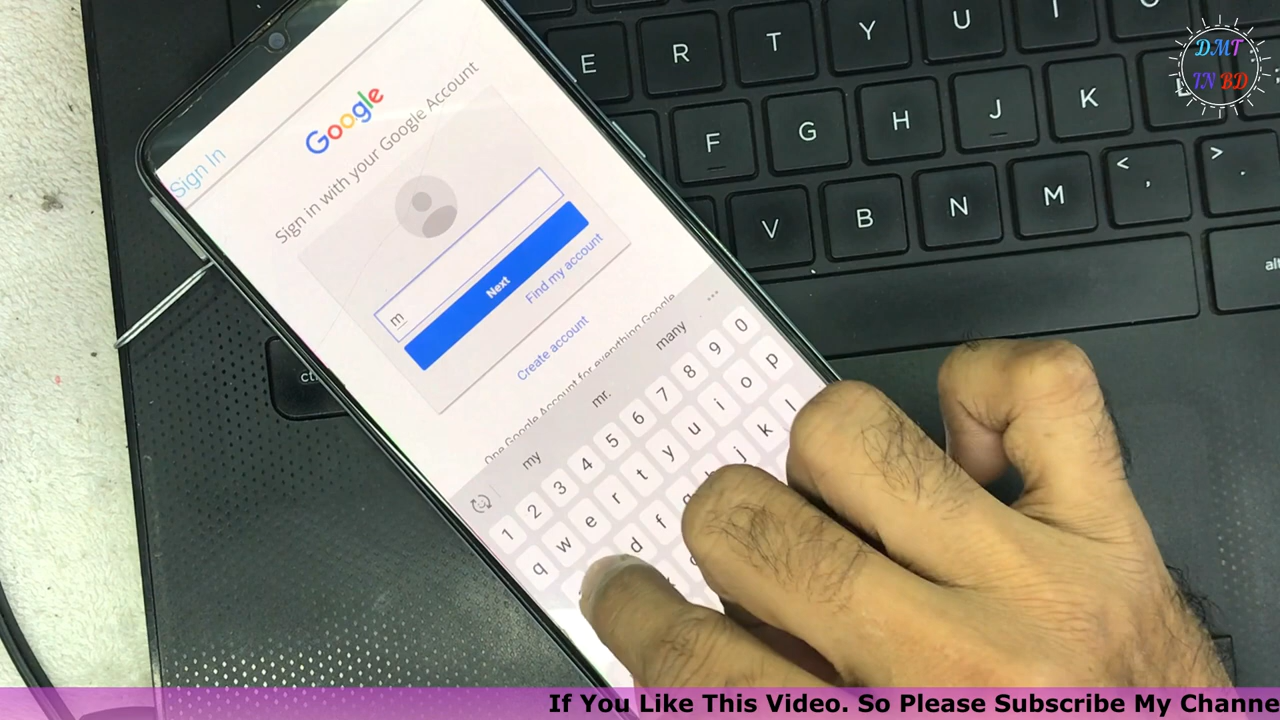 Sign In
Google
Sign in with your Google Account
m
Next
Find my account
Create account
One Google Account for everything Google
my mr. many
1 2 3 4 5 6 7 8 9 0
q w e r t y u i o p
d f j k l
E R T Y U I
F G H J K
V B N M < , > .
ctr
alt
DMT
IN BD
If You Like This Video. So Please Subscribe My Channe